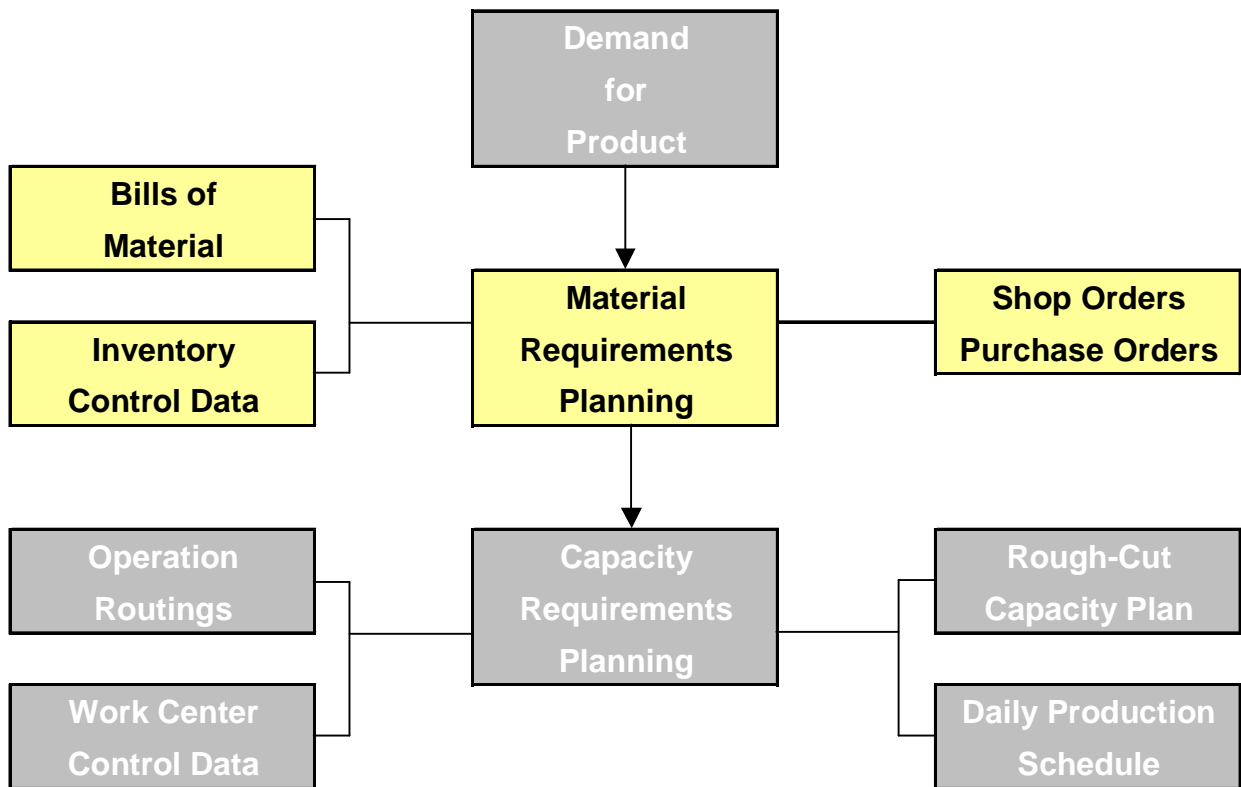 Demand
for
Product
Bills of
Material
Inventory
Control Data
Material
Requirements
Planning
Shop Orders
Purchase Orders
Operation
Routings
Work Center
Control Data
Capacity
Requirements
Planning
Rough-Cut
Capacity Plan
Daily Production
Schedule